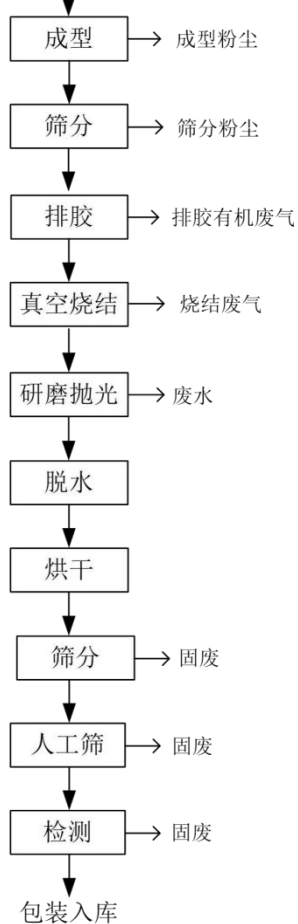 成型
成型粉尘
筛分
筛分粉尘
排胶
排胶有机废气
真空烧结
烧结废气
研磨抛光
废水
脱水
烘干
筛分
固废
人工筛
固废
检测
固废
包装入库